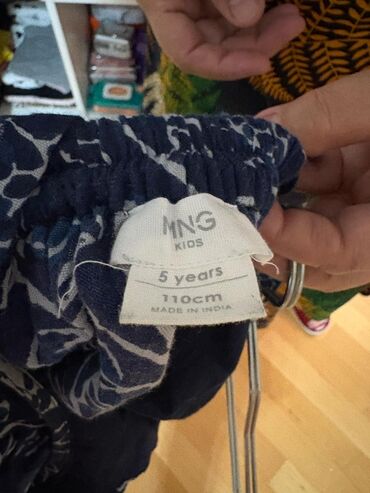 MNG
KIDS
5 years
110cm
MADE IN INDIA